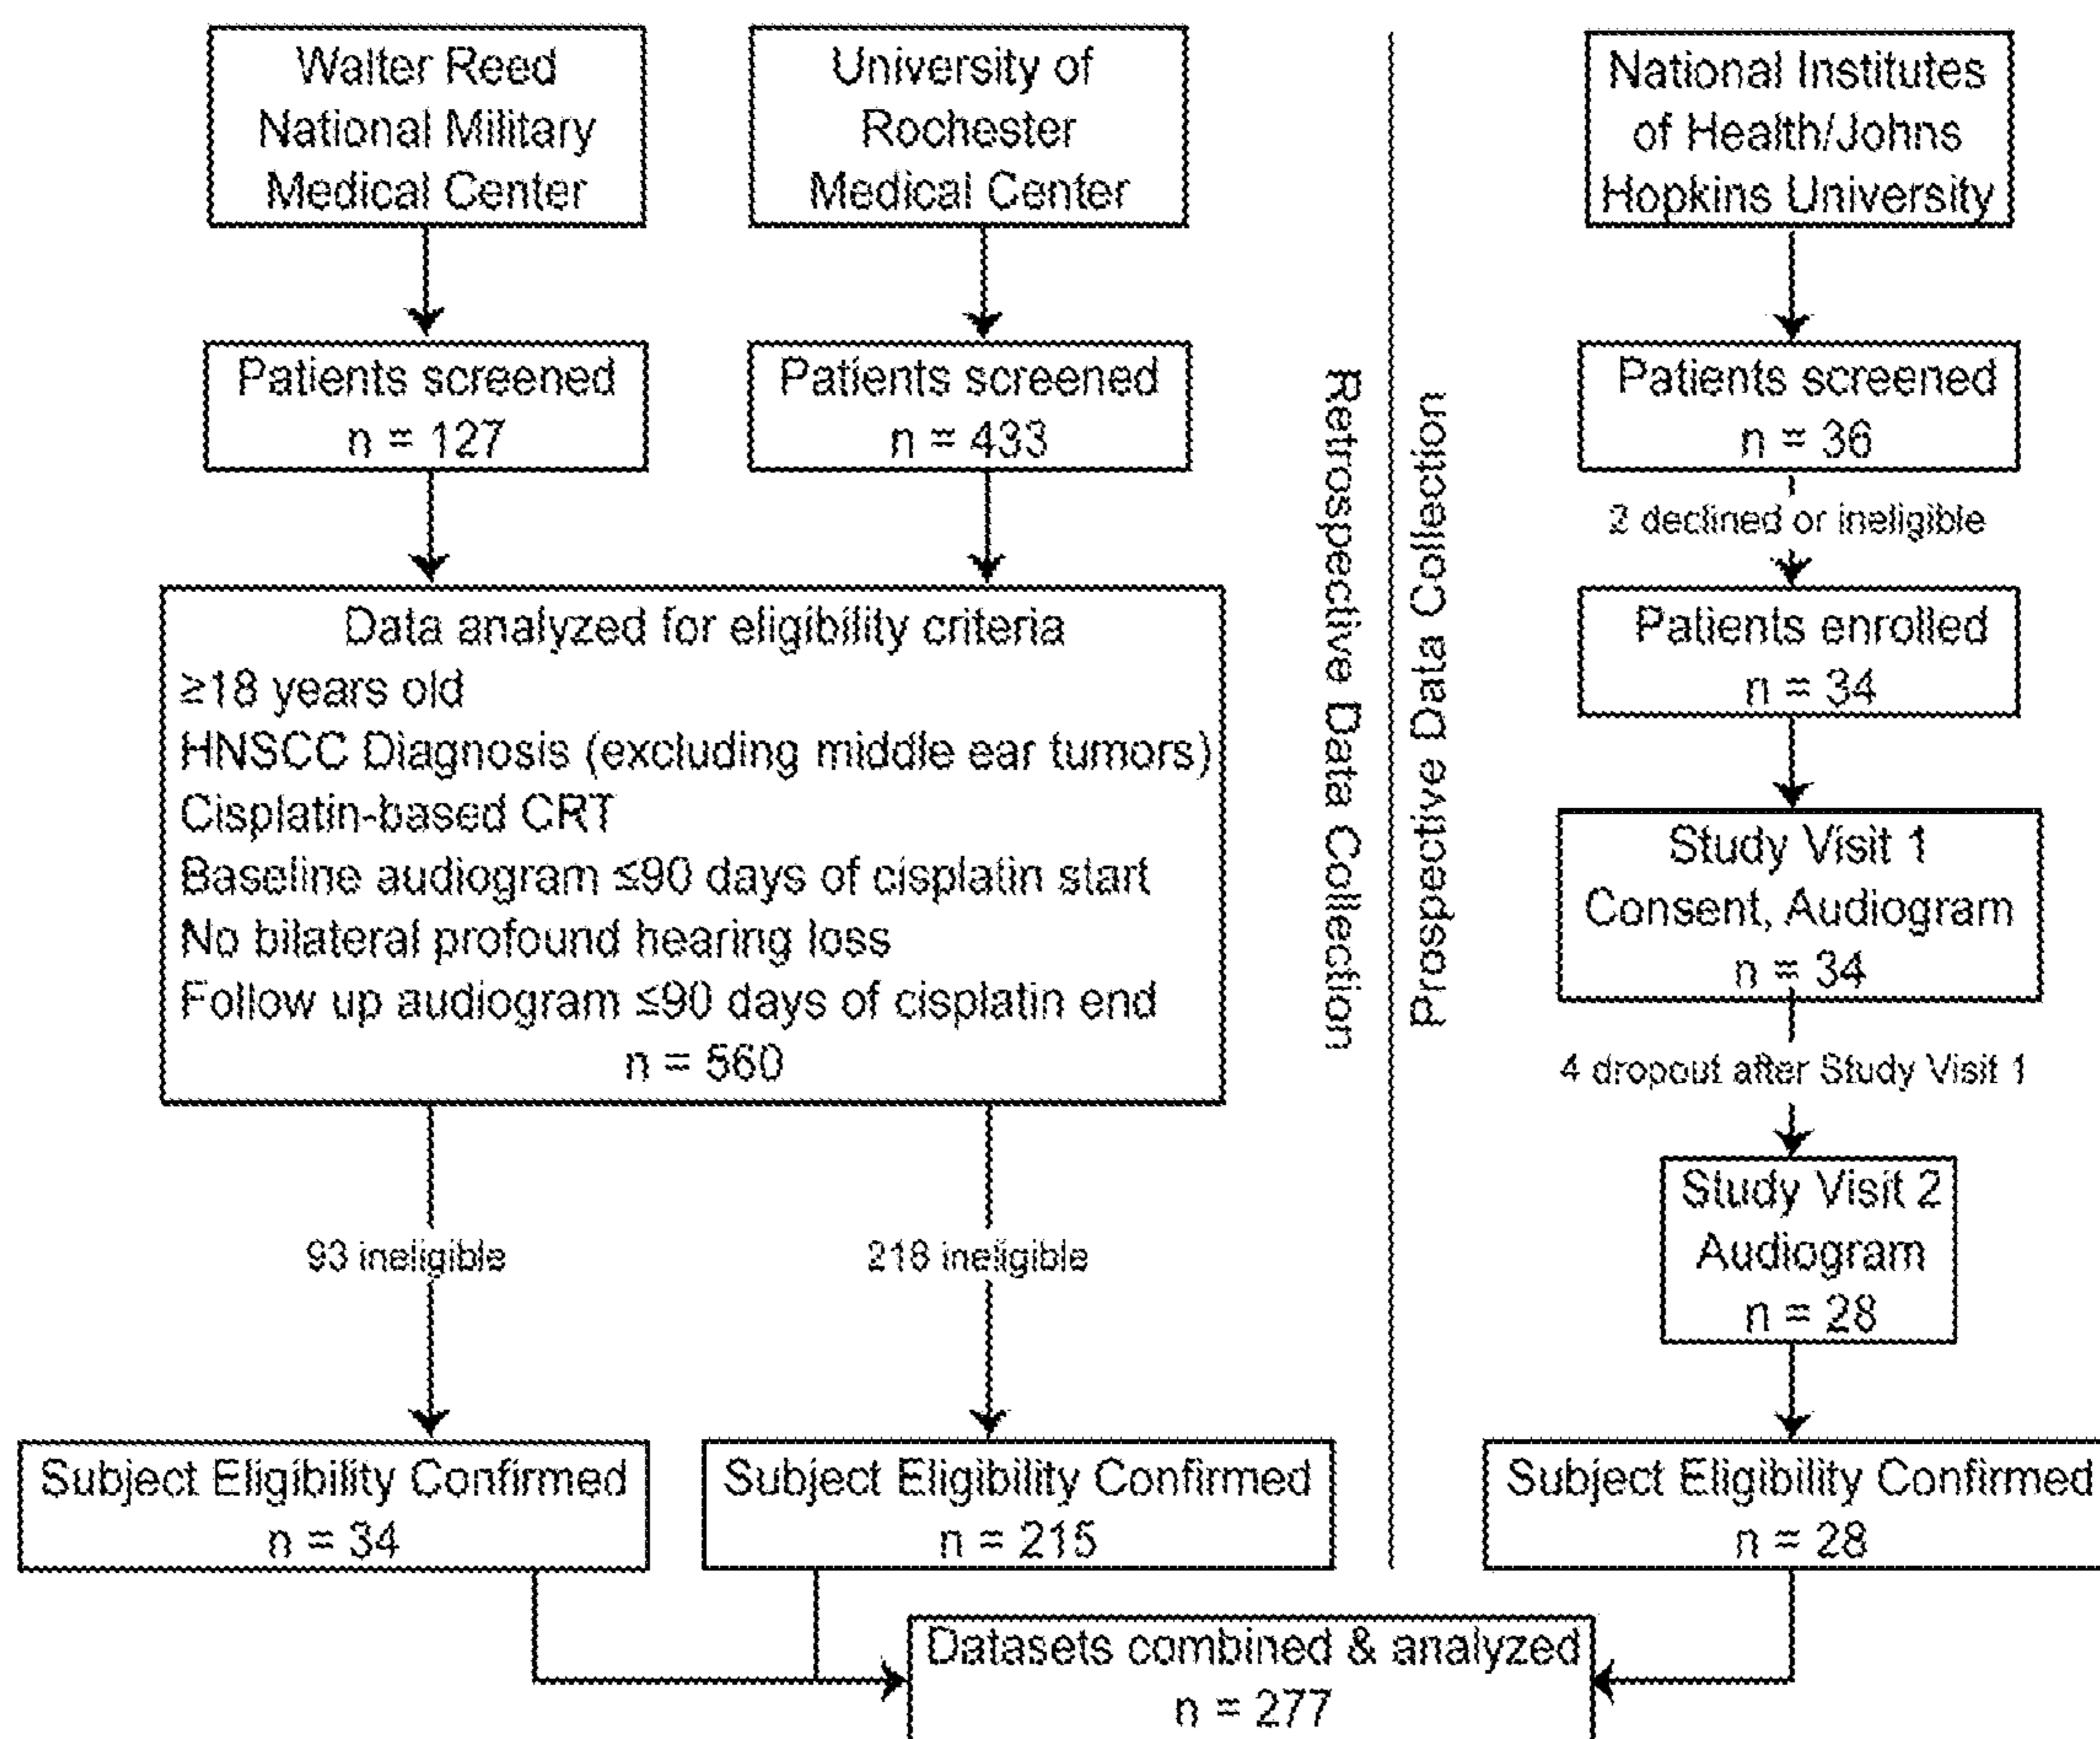 Walter Reed
National Military
Medical Center
University of
Rochester
Medical Center
National Institutes
of Health/Johns
Hopkins University
Patients screened
n = 127
Patients screened
n = 433
Patients screened
n = 36
2 declined or ineligible
Patients enrolled
n = 34
Data analyzed for eligibility criteria
≥18 years old
HNSCC Diagnosis (excluding middle ear tumors)
Cisplatin-based CRT
Baseline audiogram ≤90 days of cisplatin start
No bilateral profound hearing loss
Follow up audiogram ≤90 days of cisplatin end
n = 560
Retrospective Data Collection
Prospective Data Collection
Study Visit 1
Consent, Audiogram
n = 34
4 dropout after Study Visit 1
Study Visit 2
Audiogram
n = 28
93 ineligible
218 ineligible
Subject Eligibility Confirmed
n = 34
Subject Eligibility Confirmed
n = 215
Subject Eligibility Confirmed
n = 28
Datasets combined & analyzed
n = 277